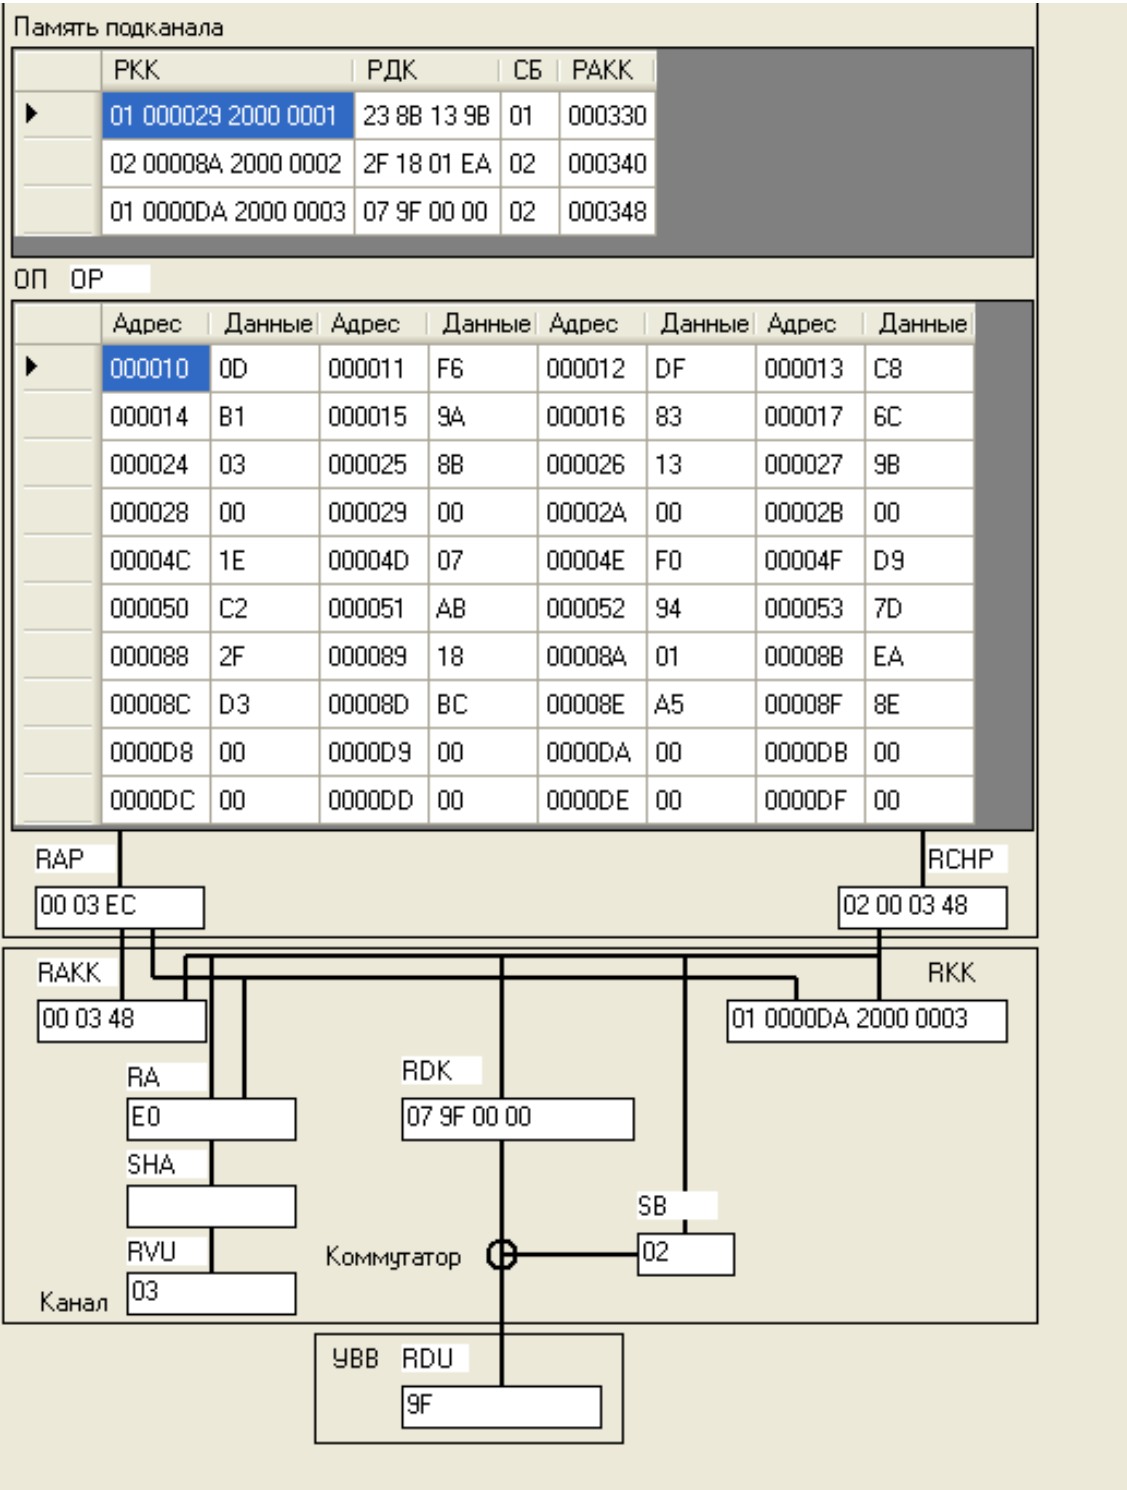 Память подканала
РКК РДК СБ РАКК
01 000029 2000 0001 23 8B 13 9B 01 000330
02 00008A 2000 0002 2F 18 01 EA 02 000340
01 0000DA 2000 0003 07 9F 00 00 02 000348
ОП OP
Адрес Данные Адрес Данные Адрес Данные Адрес Данные
000010 0D 000011 F6 000012 DF 000013 C8
000014 B1 000015 9A 000016 83 000017 6C
000024 03 000025 8B 000026 13 000027 9B
000028 00 000029 00 00002A 00 00002B 00
00004C 1E 00004D 07 00004E F0 00004F D9
000050 C2 000051 AB 000052 94 000053 7D
000088 2F 000089 18 00008A 01 00008B EA
00008C D3 00008D BC 00008E A5 00008F 8E
0000D8 00 0000D9 00 0000DA 00 0000DB 00
0000DC 00 0000DD 00 0000DE 00 0000DF 00
RAP RCHP
00 03 EC 02 00 03 48
RAKK RKK
00 03 48 01 0000DA 2000 0003
RA RDK
E0 07 9F 00 00
SHA
SB
RVU Коммутатор 02
Канал 03
УВВ RDU
9F